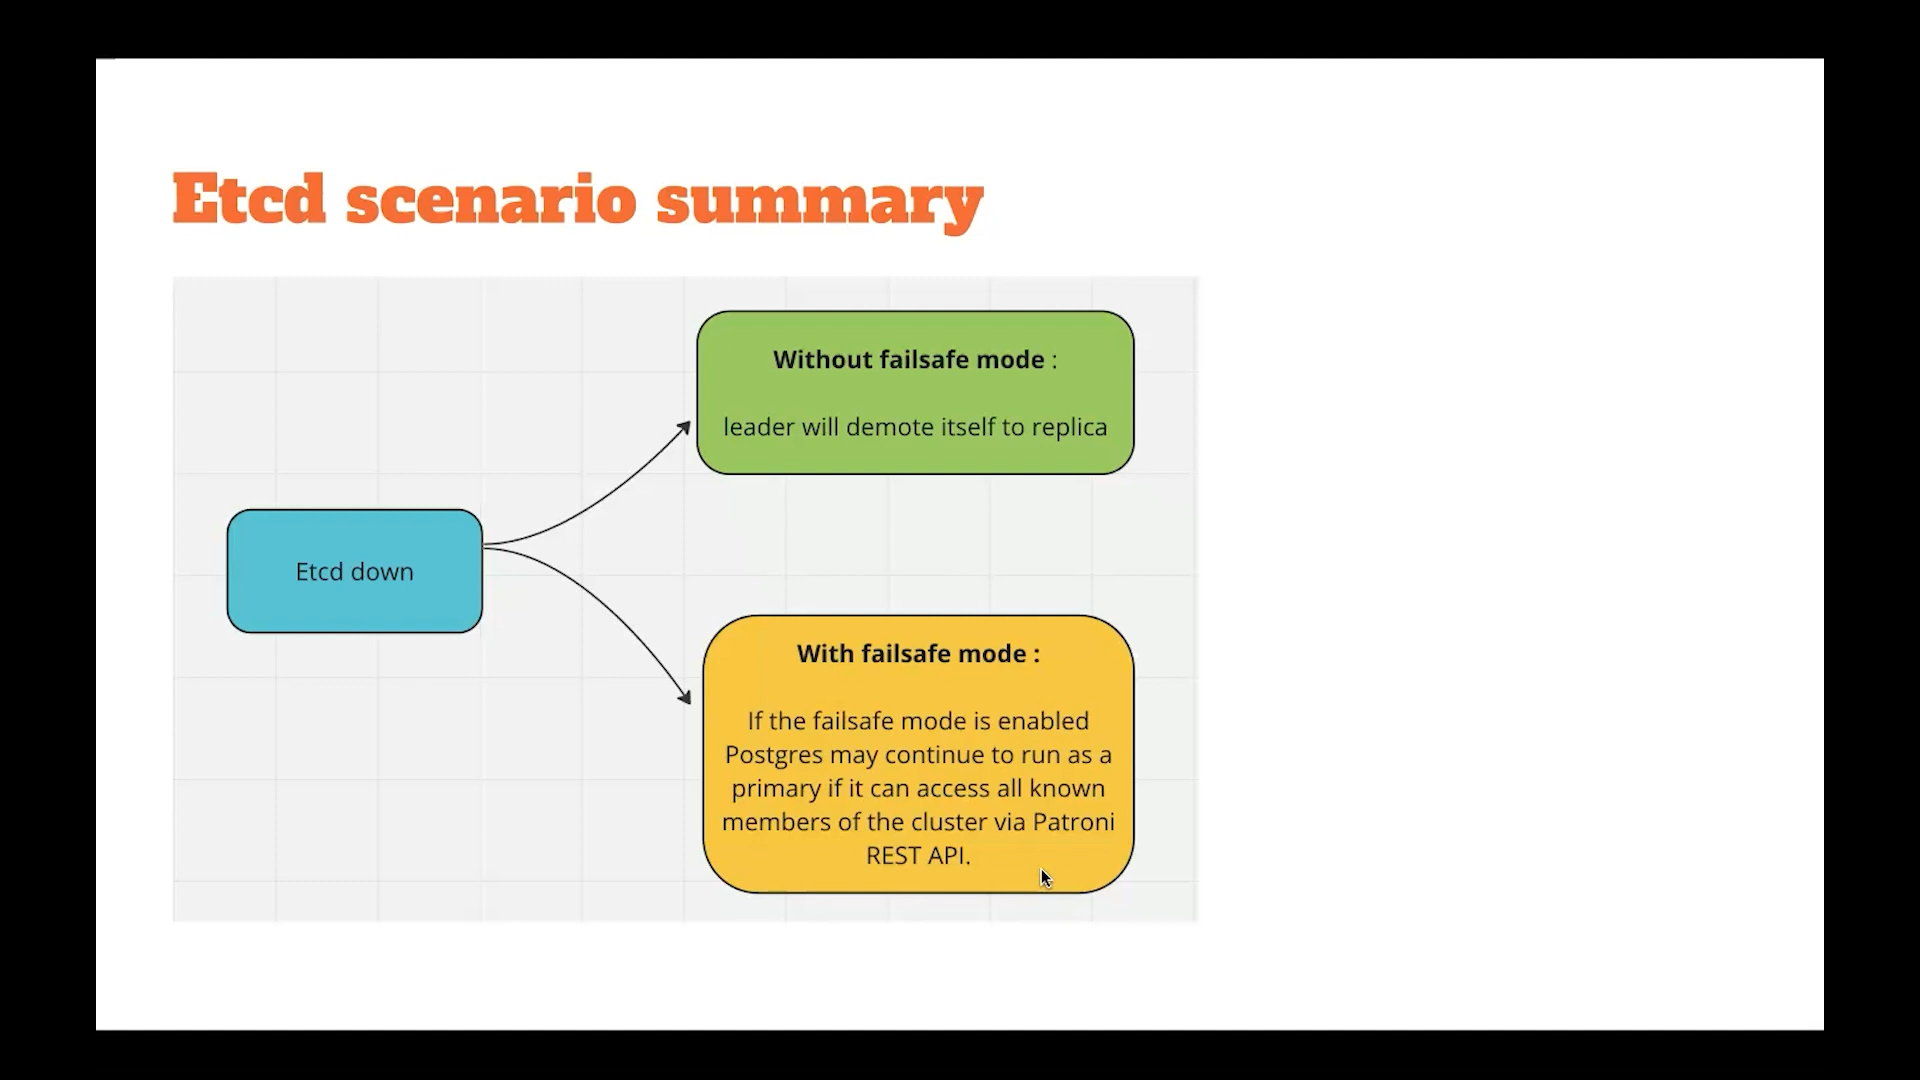 Etcd scenario summary
Without failsafe mode :
leader will demote itself to replica
Etcd down
With failsafe mode :
If the failsafe mode is enabled
Postgres may continue to run as a
primary if it can access all known
members of the cluster via Patroni
REST API.